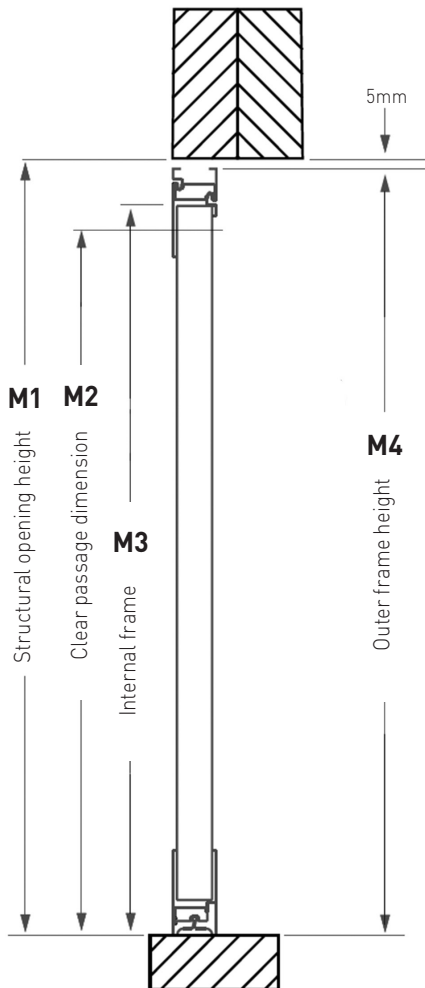 5mm
M1
Structural opening height
M2
Clear passage dimension
M3
Internal frame
M4
Outer frame height